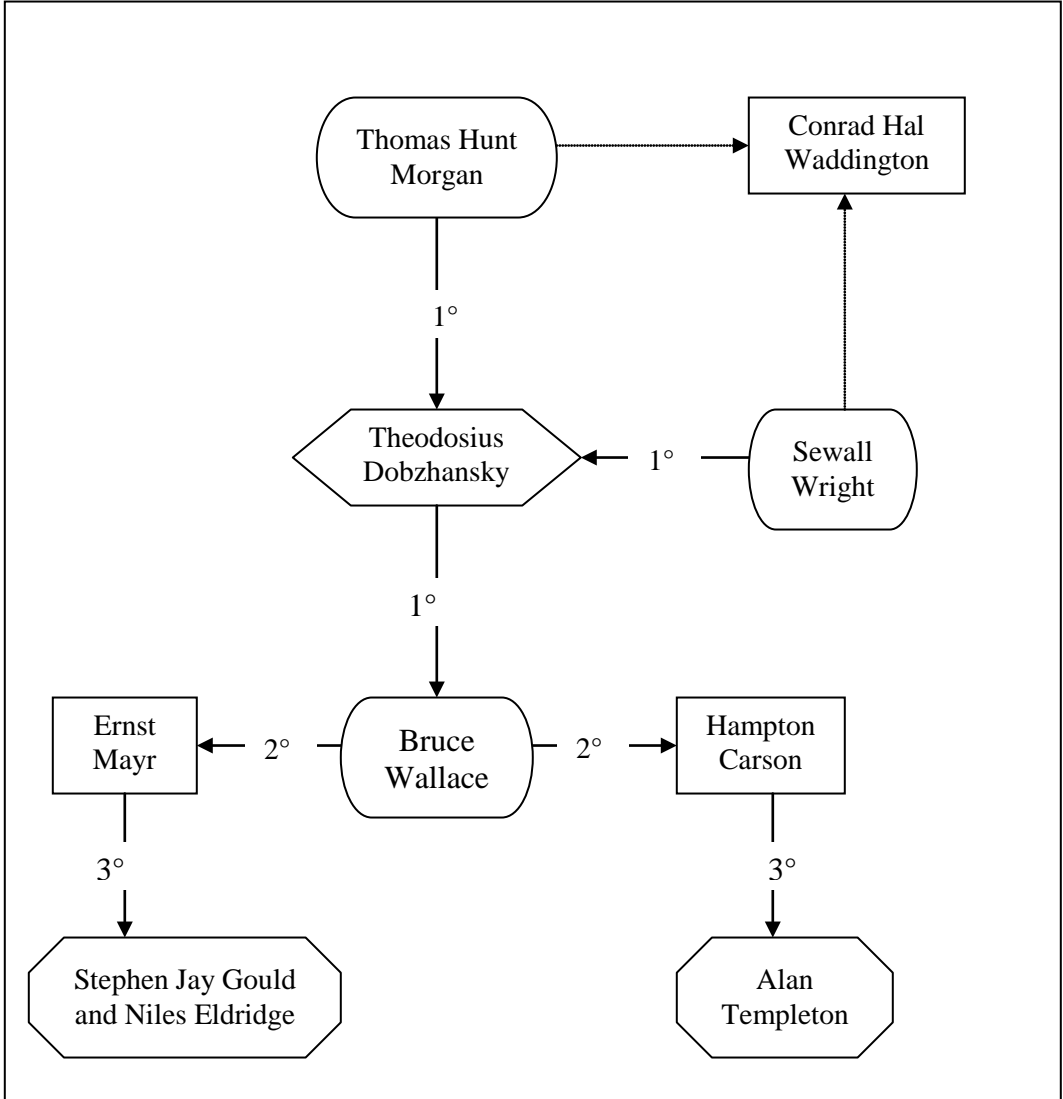 Thomas Hunt
Morgan
Conrad Hal
Waddington
1°
Theodosius
Dobzhansky
1°
Sewall
Wright
1°
Ernst
Mayr
2°
Bruce
Wallace
2°
Hampton
Carson
3°
3°
Stephen Jay Gould
and Niles Eldridge
Alan
Templeton